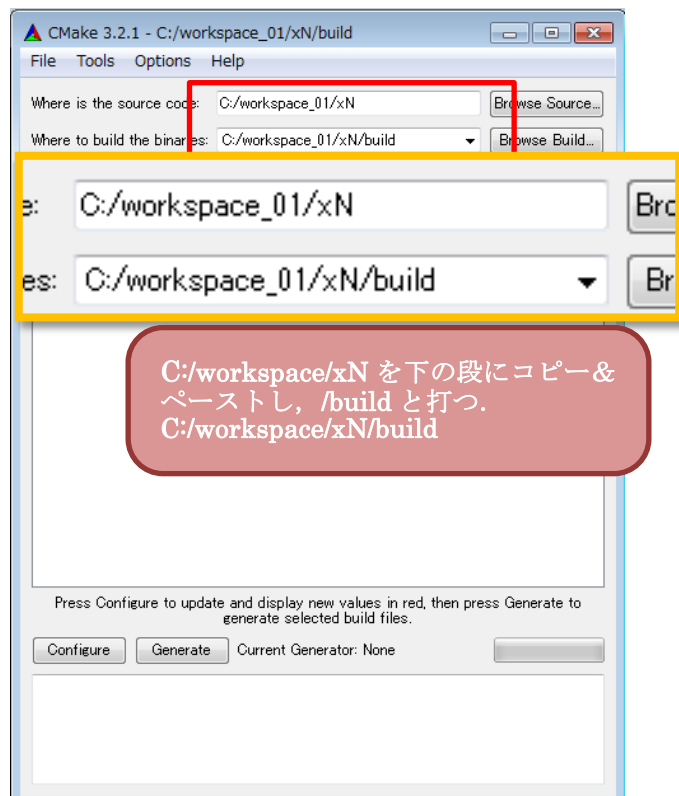 CMake 3.2.1 - C:/workspace_01/xN/build
File Tools Options Help
Where is the source code: C:/workspace_01/xN Browse Source...
Where to build the binaries: C:/workspace_01/xN/build Browse Build...
e: C:/workspace_01/xN Bro
es: C:/workspace_01/xN/build Br
C:/workspace/xN を下の段にコピー&
ペーストし，/build と打つ．
C:/workspace/xN/build
Press Configure to update and display new values in red, then press Generate to
generate selected build files.
Configure Generate Current Generator: None